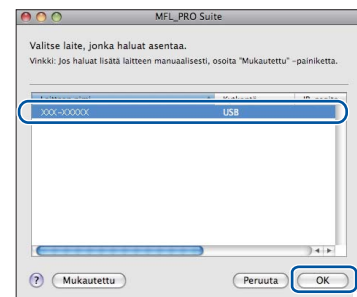 MFL_PRO Suite
Valitse laite, jonka haluat asentaa.
Vinkki: Jos haluat lisätä laitteen manuaalisesti, osoita "Mukautettu" -painiketta.
XXX-XXXXX USB
? Mukautettu Peruuta OK